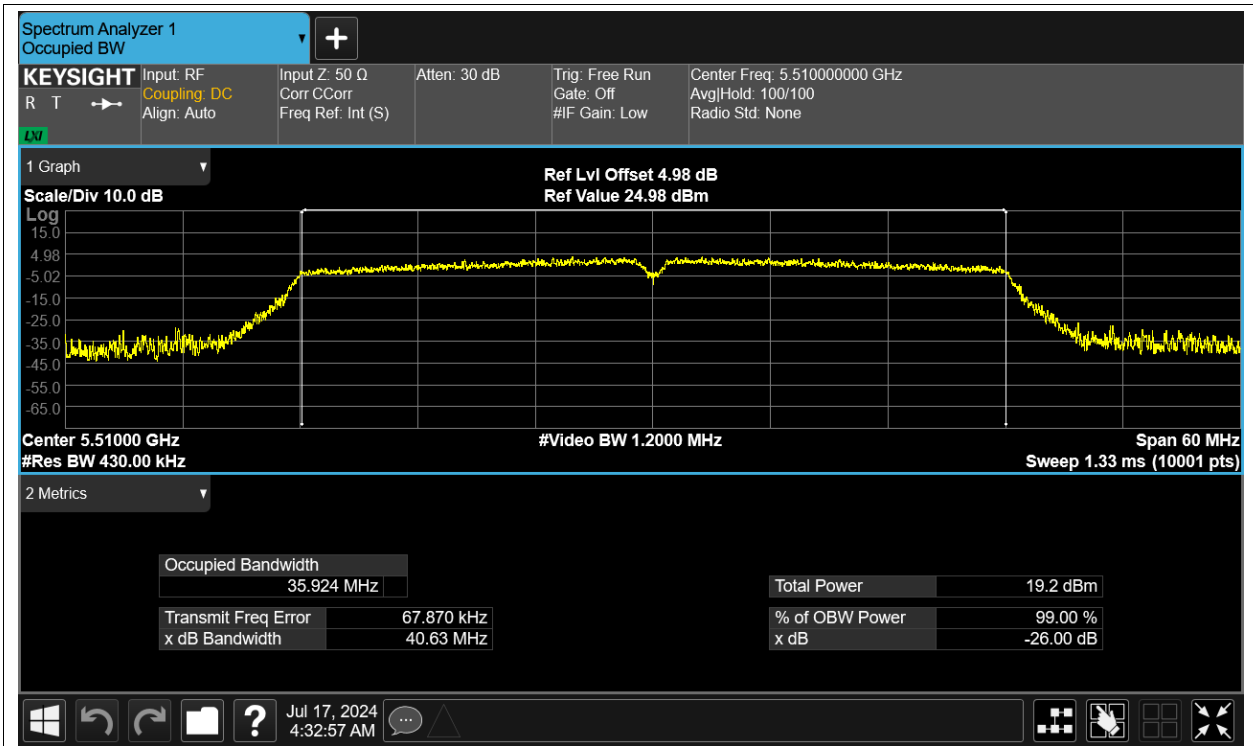 Spectrum Analyzer 1
Occupied BW
KEYSIGHT
R T
LXI
Input: RF
Coupling: DC
Align: Auto
Input Z: 50 Ω
Corr CCorr
Freq Ref: Int (S)
Atten: 30 dB
Trig: Free Run
Gate: Off
#IF Gain: Low
Center Freq: 5.510000000 GHz
Avg|Hold: 100/100
Radio Std: None
1 Graph
Scale/Div 10.0 dB
Ref Lvl Offset 4.98 dB
Ref Value 24.98 dBm
Log
15.0
4.98
-5.02
-15.0
-25.0
-35.0
-45.0
-55.0
-65.0
Center 5.51000 GHz
#Video BW 1.2000 MHz
Span 60 MHz
#Res BW 430.00 kHz
Sweep 1.33 ms (10001 pts)
2 Metrics
Occupied Bandwidth
35.924 MHz
Total Power 19.2 dBm
Transmit Freq Error 67.870 kHz
% of OBW Power 99.00 %
x dB Bandwidth 40.63 MHz
x dB -26.00 dB
?
Jul 17, 2024
4:32:57 AM